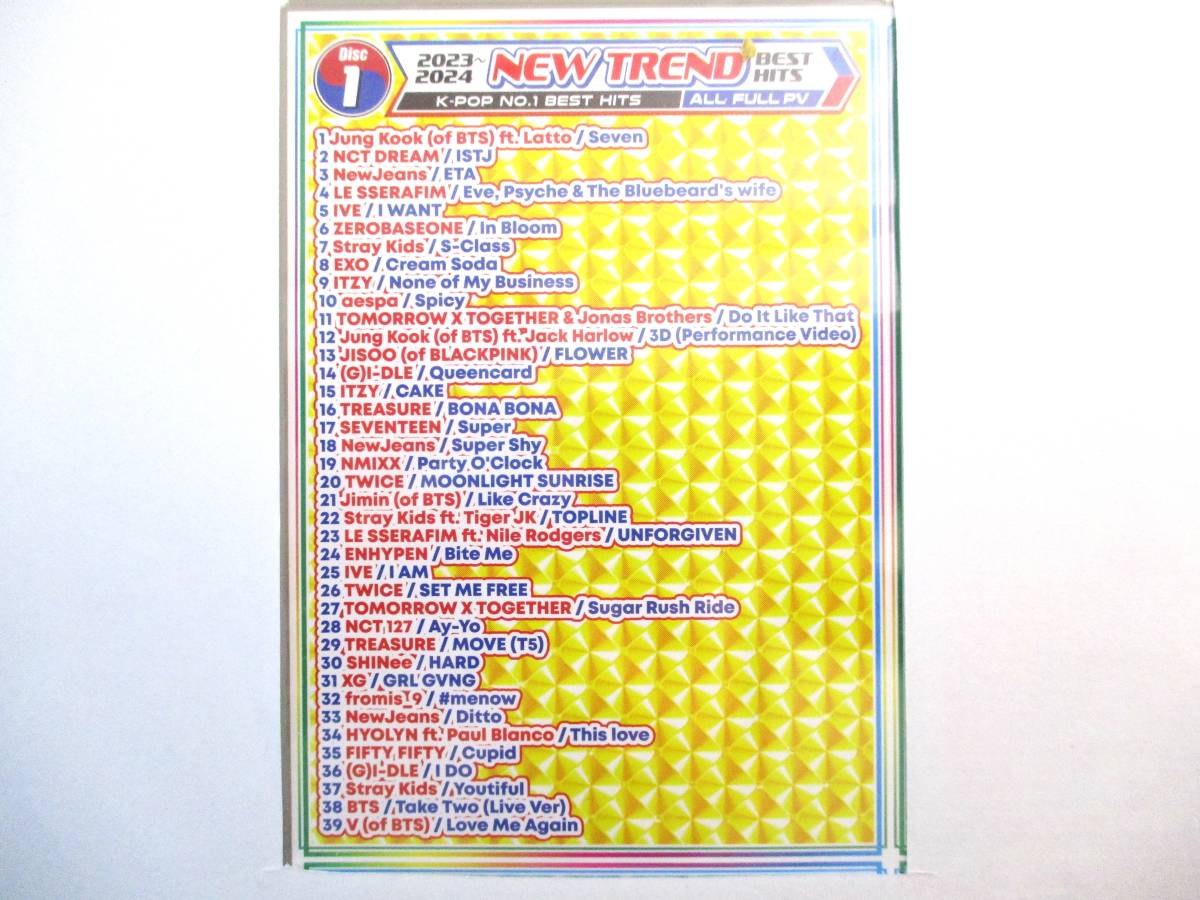 Disc
1
2023~
2024
NEW TREND
BEST
HITS
K-POP NO.1 BEST HITS
ALL FULL PV
1 Jung Kook (of BTS) ft. Latto / Seven
2 NCT DREAM / ISTJ
3 NewJeans / ETA
4 LE SSERAFIM / Eve, Psyche & The Bluebeard's wife
5 IVE / I WANT
6 ZEROBASEONE / In Bloom
7 Stray Kids / S-Class
8 EXO / Cream Soda
9 ITZY / None of My Business
10 aespa / Spicy
11 TOMORROW X TOGETHER & Jonas Brothers / Do It Like That
12 Jung Kook (of BTS) ft. Jack Harlow / 3D (Performance Video)
13 JISOO (of BLACKPINK) / FLOWER
14 (G)I-DLE / Queencard
15 ITZY / CAKE
16 TREASURE / BONA BONA
17 SEVENTEEN / Super
18 NewJeans / Super Shy
19 NMIXX / Party O'Clock
20 TWICE / MOONLIGHT SUNRISE
21 Jimin (of BTS) / Like Crazy
22 Stray Kids ft. Tiger JK / TOPLINE
23 LE SSERAFIM ft. Nile Rodgers / UNFORGIVEN
24 ENHYPEN / Bite Me
25 IVE / I AM
26 TWICE / SET ME FREE
27 TOMORROW X TOGETHER / Sugar Rush Ride
28 NCT 127 / Ay-Yo
29 TREASURE / MOVE (T5)
30 SHINee / HARD
31 XG / GRL GVNG
32 fromis_9 / #menow
33 NewJeans / Ditto
34 HYOLYN ft. Paul Blanco / This love
35 FIFTY FIFTY / Cupid
36 (G)I-DLE / I DO
37 Stray Kids / Youtiful
38 BTS / Take Two (Live Ver)
39 V (of BTS) / Love Me Again